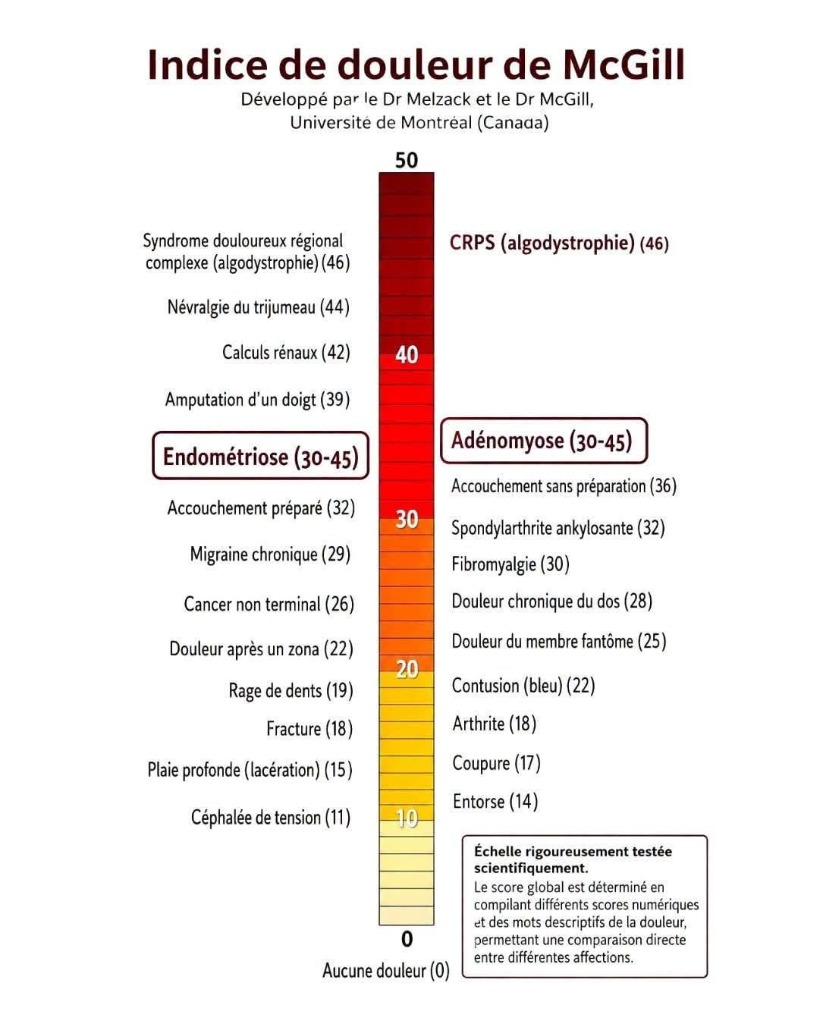 Indice de douleur de McGill
Développé par le Dr Melzack et le Dr McGill,
Université de Montréal (Canada)
50
Syndrome douloureux régional
complexe (algodystrophie) (46)
CRPS (algodystrophie) (46)
Névralgie du trijumeau (44)
Calculs rénaux (42)
40
Amputation d'un doigt (39)
Endométriose (30-45)
Adénomyose (30-45)
Accouchement sans préparation (36)
Accouchement préparé (32)
30
Spondylarthrite ankylosante (32)
Migraine chronique (29)
Fibromyalgie (30)
Cancer non terminal (26)
Douleur chronique du dos (28)
Douleur après un zona (22)
Douleur du membre fantôme (25)
20
Rage de dents (19)
Contusion (bleu) (22)
Fracture (18)
Arthrite (18)
Plaie profonde (lacération) (15)
Coupure (17)
Céphalée de tension (11)
10
Entorse (14)
Échelle rigoureusement testée
scientifiquement.
Le score global est déterminé en
compilant différents scores numériques
et des mots descriptifs de la douleur,
permettant une comparaison directe
entre différentes affections.
0
Aucune douleur (0)